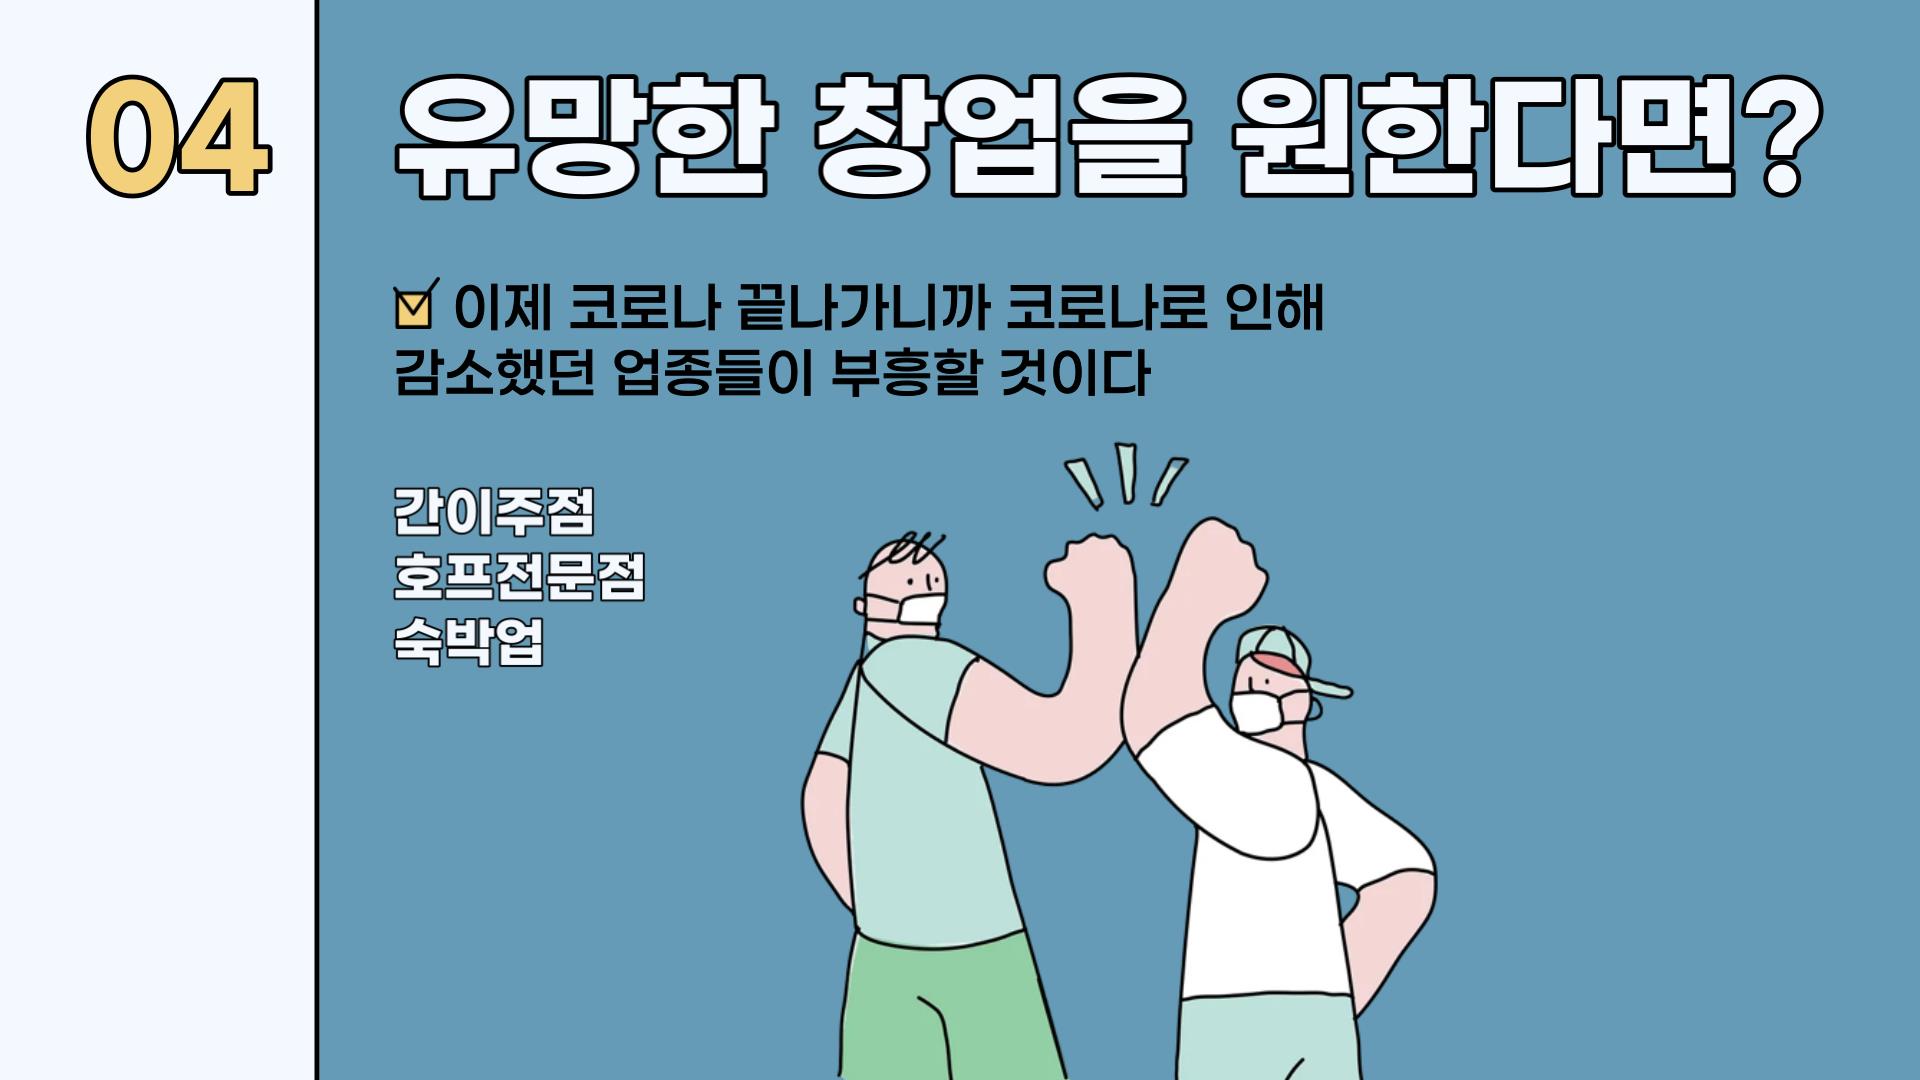 04
유망한 창업을 원한다면?
이제 코로나 끝나가니까 코로나로 인해
감소했던 업종들이 부흥할 것이다
간이주점
호프전문점
숙박업